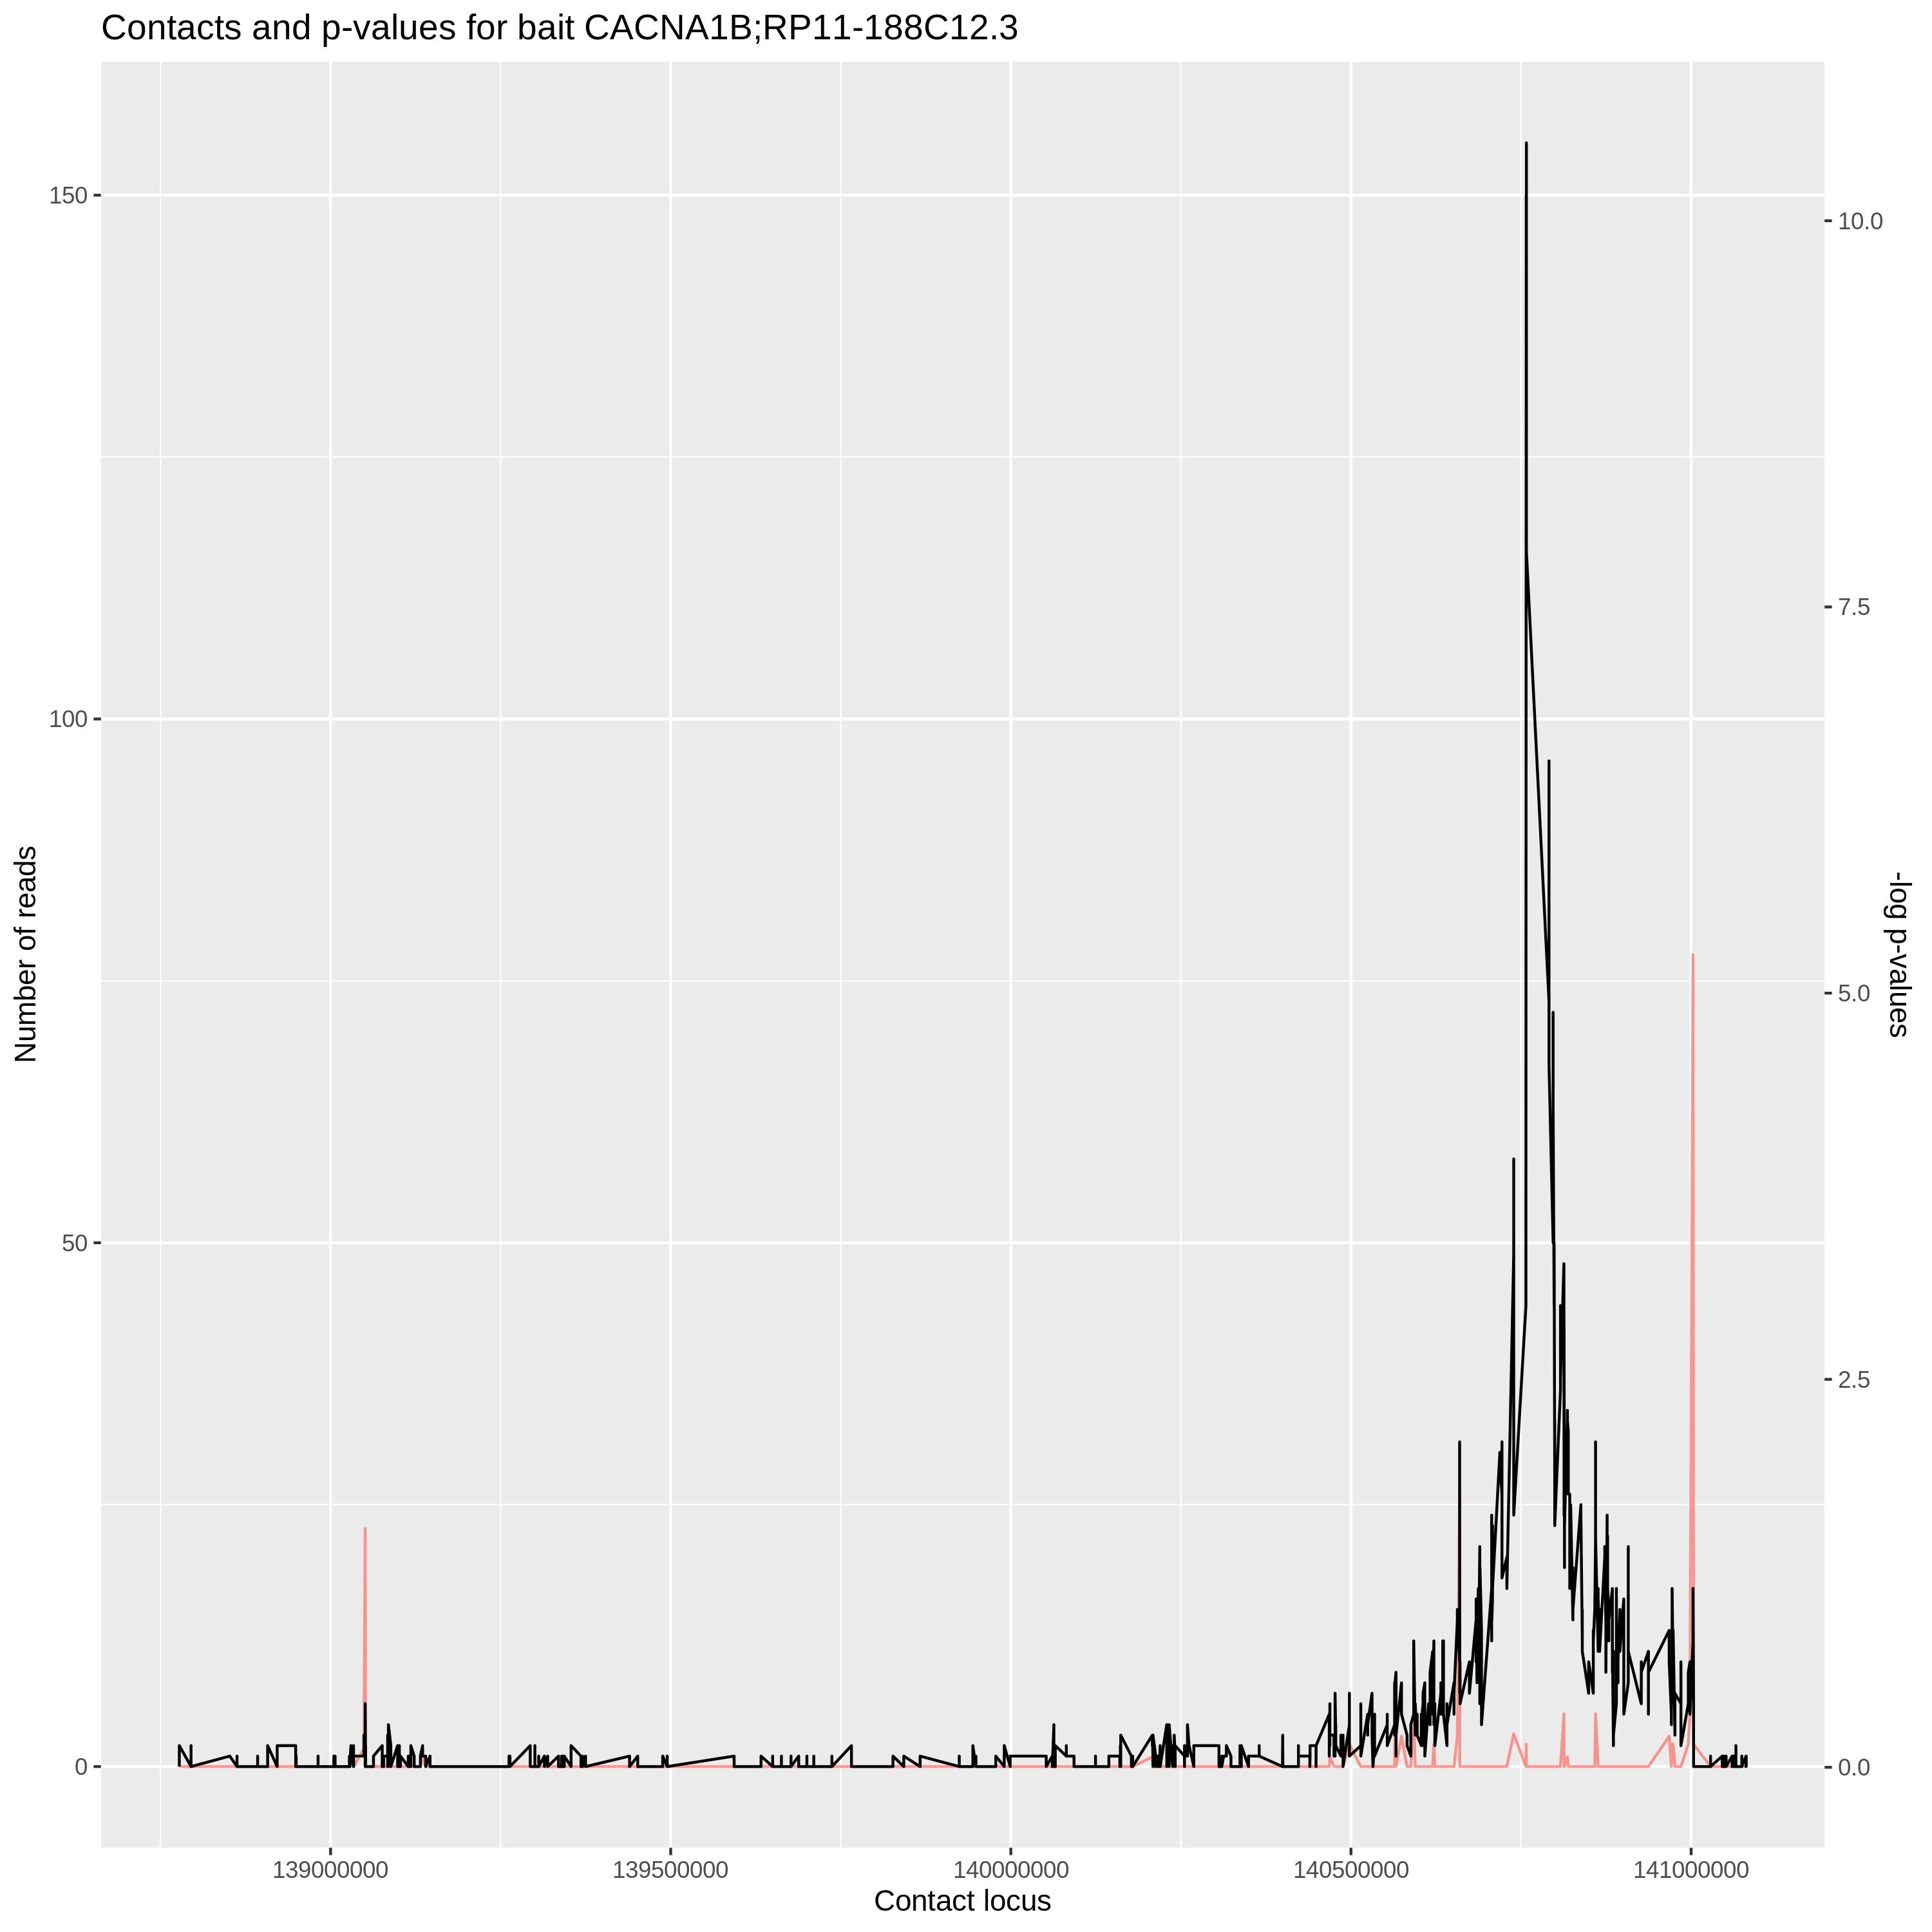 Contacts and p-values for bait CACNA1B;RP11-188C12.3
150
100
50
0
Number of reads
10.0
7.5
5.0
2.5
0.0
-log p-values
139000000 139500000 140000000 140500000 141000000
Contact locus